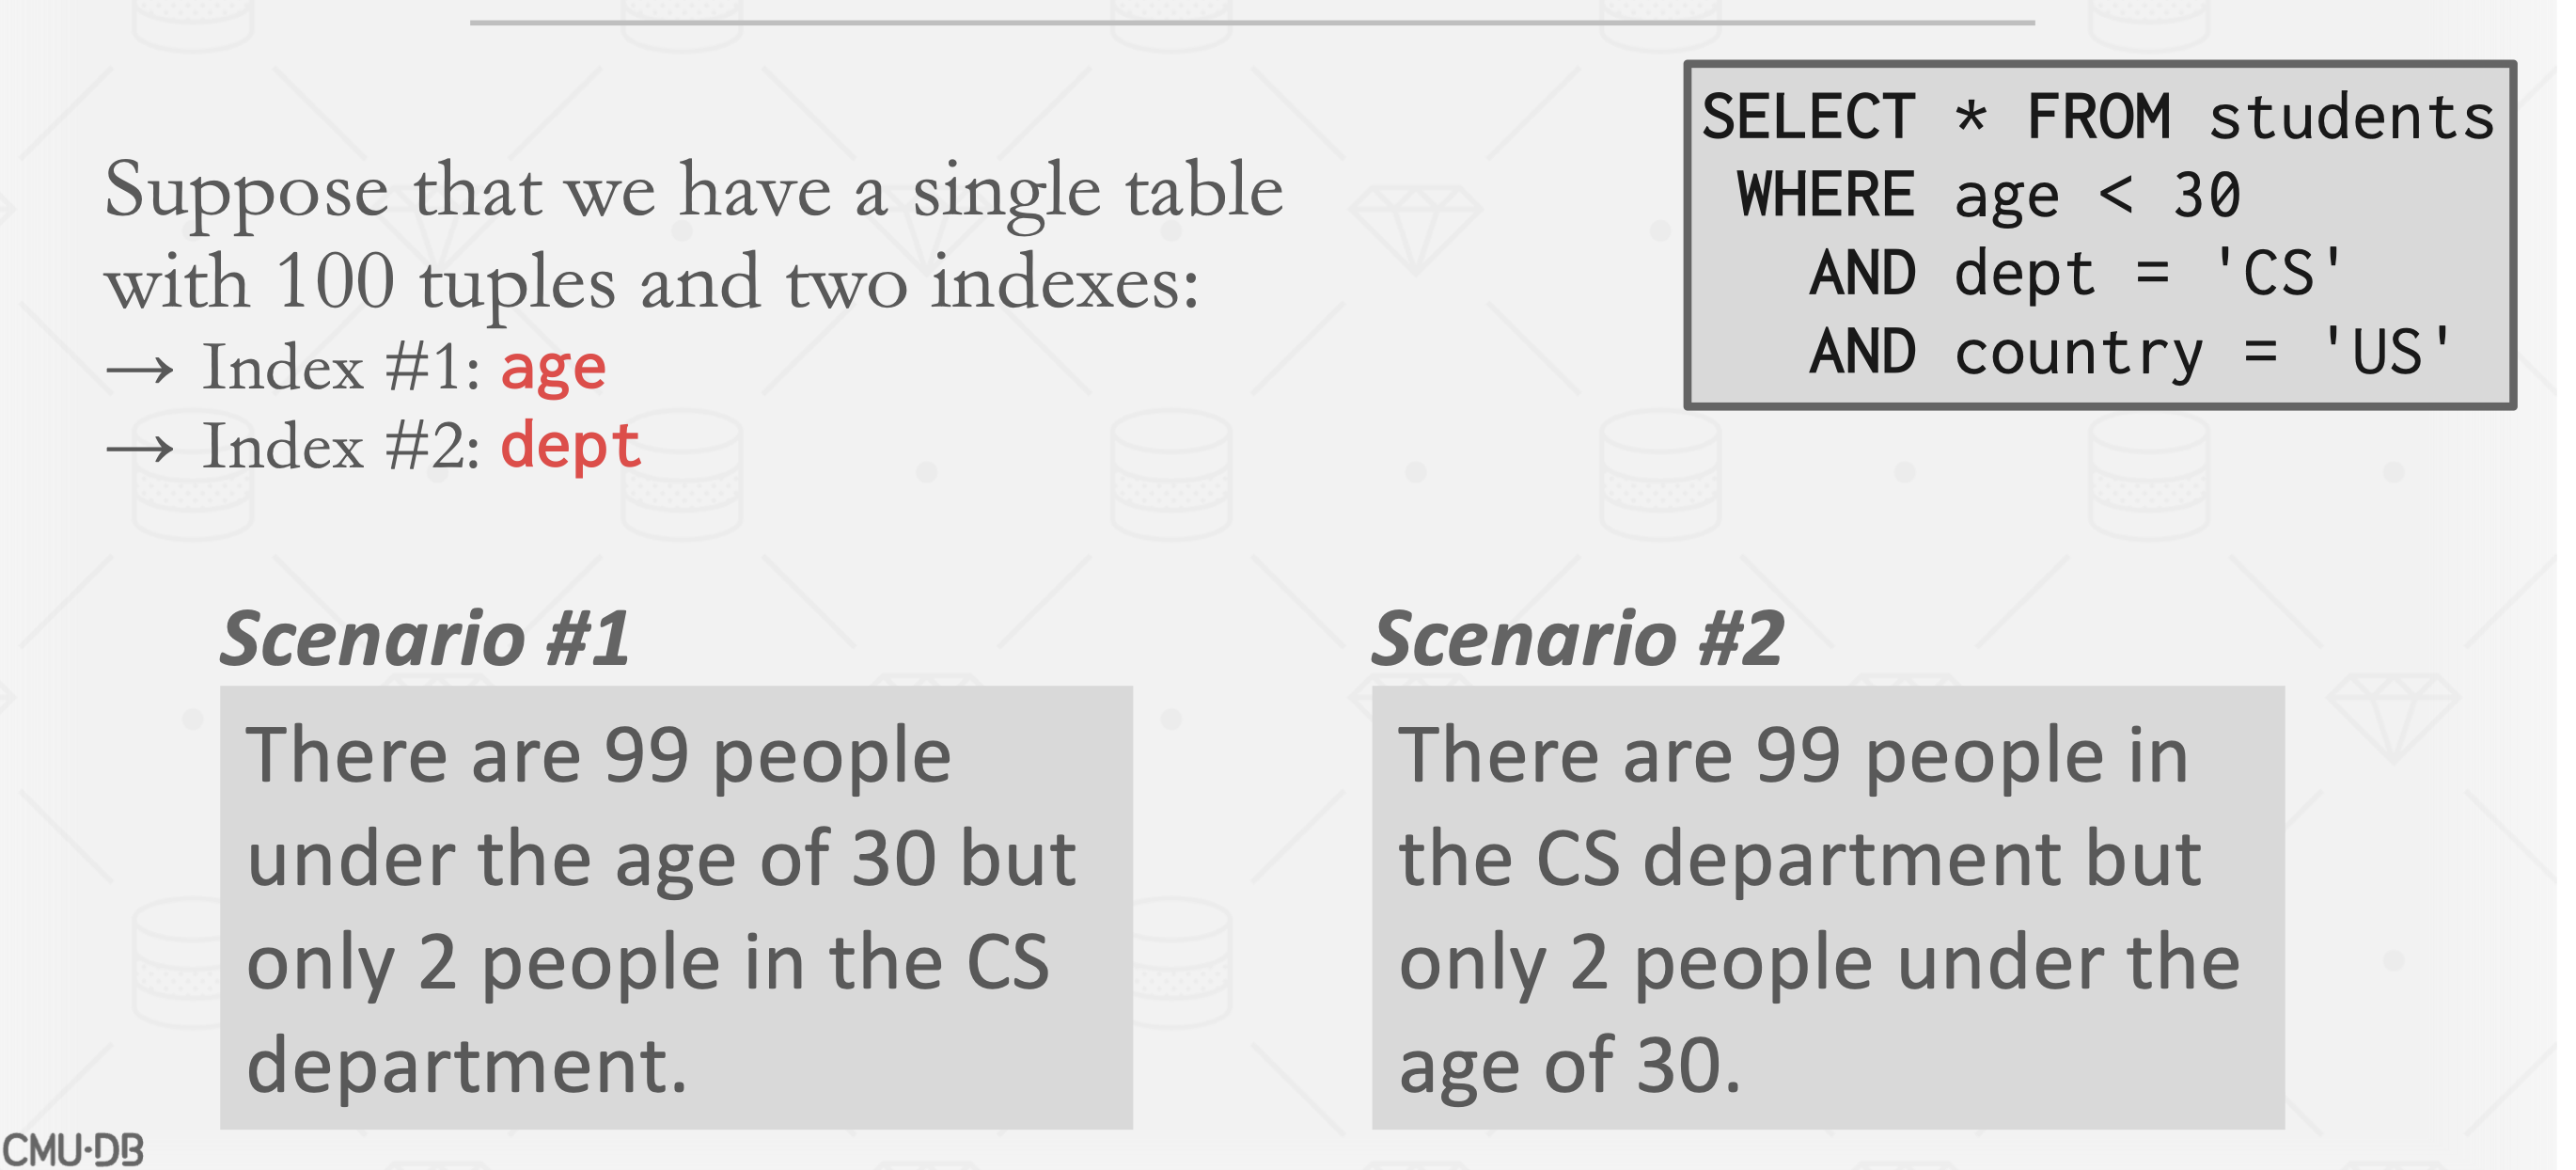 Suppose that we have a single table
with 100 tuples and two indexes:
→ Index #1: age
→ Index #2: dept
SELECT * FROM students
WHERE age < 30
AND dept = 'CS'
AND country = 'US'
Scenario #1
There are 99 people
under the age of 30 but
only 2 people in the CS
department.
Scenario #2
There are 99 people in
the CS department but
only 2 people under the
age of 30.
CMU·DB